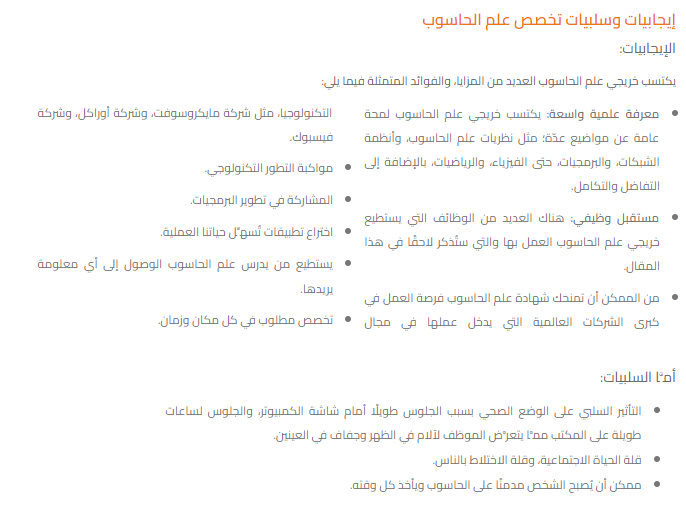 إيجابيات وسلبيات تخصص علم الحاسوب
الإيجابيات:
يكتسب خريجي علم الحاسوب العديد من المزايا، والفوائد المتمثلة فيما يلي:
معرفة علمية واسعة: يكتسب خريجي علم الحاسوب لمحة
عامة عن مواضيع عدّة؛ مثل نظريات علم الحاسوب، وأنظمة
الشبكات، والبرمجيات، حتى الفيزياء، والرياضيات، بالإضافة إلى
التفاضل والتكامل.
مستقبل وظيفي: هناك العديد من الوظائف التي يستطيع
خريجي علم الحاسوب العمل بها والتي ستُذكر لاحقًا في هذا
المقال.
من الممكن أن تمنحك شهادة علم الحاسوب فرصة العمل في
كبرى الشركات العالمية التي يدخل عملها في مجال
التكنولوجيا، مثل شركة مايكروسوفت، وشركة أوراكل، وشركة
فيسبوك.
مواكبة التطور التكنولوجي.
المشاركة في تطوير البرمجيات.
اختراع تطبيقات تُسهّل حياتنا العملية.
يستطيع من يدرس علم الحاسوب الوصول إلى أي معلومة
يريدها.
تخصص مطلوب في كل مكان وزمان.
أمّا السلبيات:
التأثير السلبي على الوضع الصحي بسبب الجلوس طويلًا أمام شاشة الكمبيوتر، والجلوس لساعات
طويلة على المكتب ممّا يتعرّض الموظف لآلام في الظهر وجفاف في العينين.
قلة الحياة الاجتماعية، وقلة الاختلاط بالناس.
ممكن أن يُصبح الشخص مدمنًا على الحاسوب ويأخذ كل وقته.